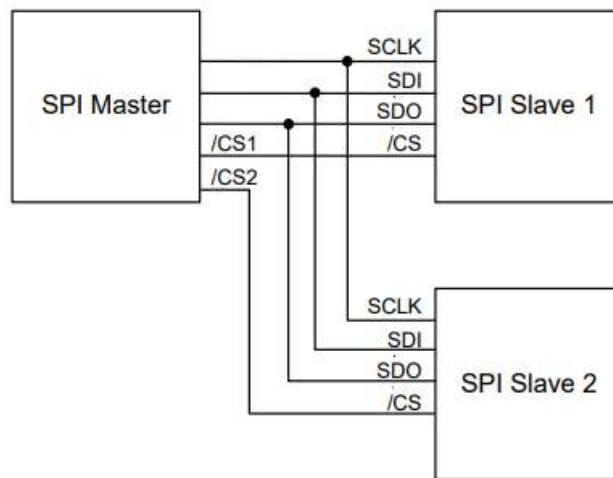 SCLK
SDI
SPI Master
SPI Slave 1
SDO
/CS1
/CS
/CS2
SCLK
SDI
SDO
SPI Slave 2
/CS